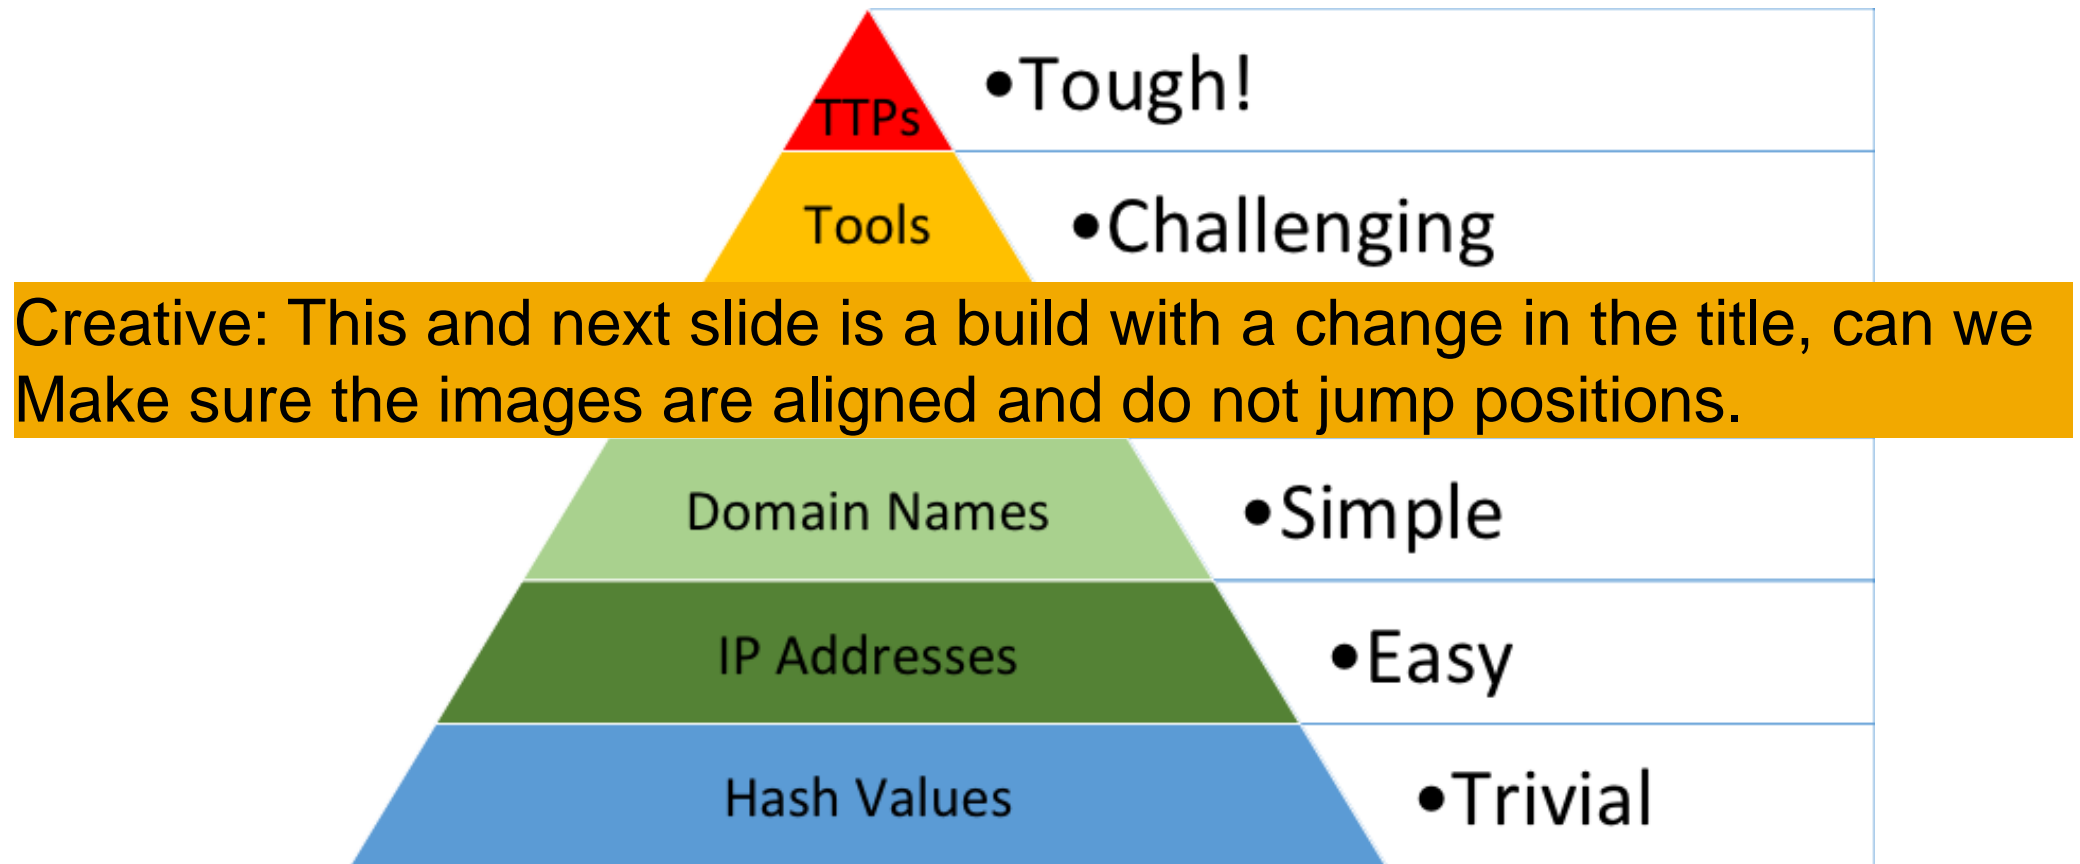 TTPs
•Tough!
Tools
•Challenging
Creative: This and next slide is a build with a change in the title, can we
Make sure the images are aligned and do not jump positions.
Domain Names
•Simple
IP Addresses
•Easy
Hash Values
•Trivial